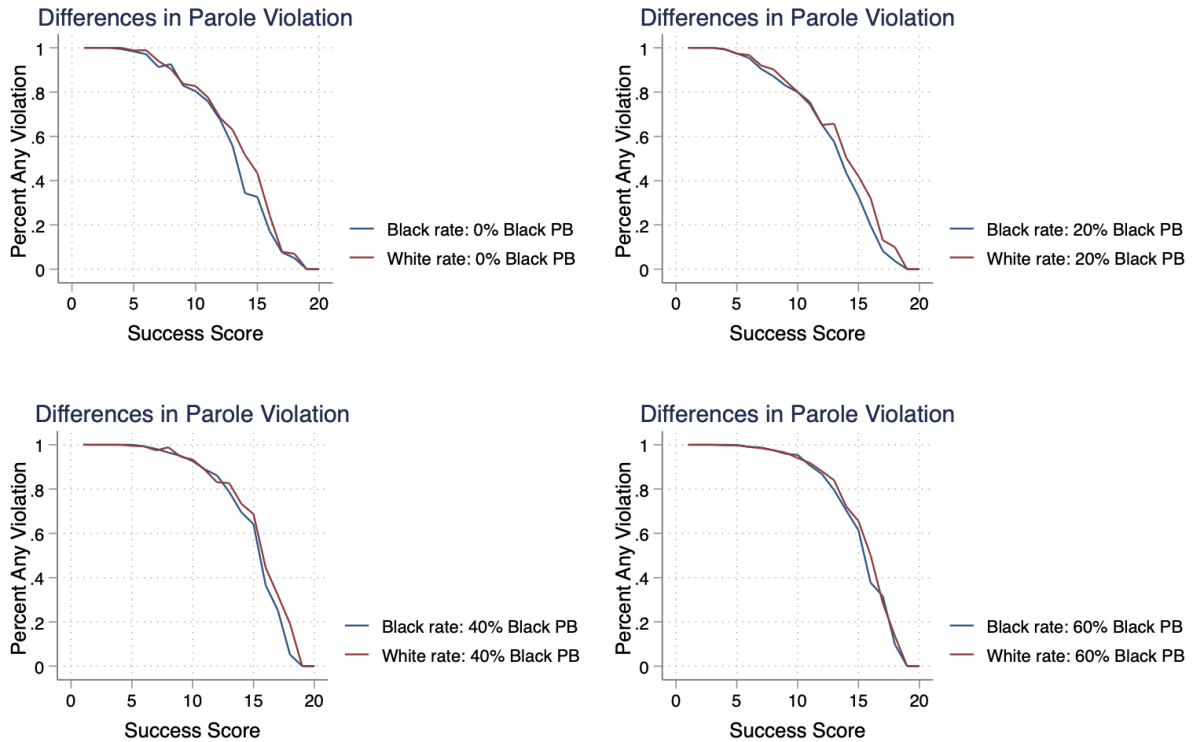 Differences in Parole Violation
Percent Any Violation
1
.8
.6
.4
.2
0
0 5 10 15 20
Success Score
Black rate: 0% Black PB
White rate: 0% Black PB
Differences in Parole Violation
Percent Any Violation
1
.8
.6
.4
.2
0
0 5 10 15 20
Success Score
Black rate: 20% Black PB
White rate: 20% Black PB
Differences in Parole Violation
Percent Any Violation
1
.8
.6
.4
.2
0
0 5 10 15 20
Success Score
Black rate: 40% Black PB
White rate: 40% Black PB
Differences in Parole Violation
Percent Any Violation
1
.8
.6
.4
.2
0
0 5 10 15 20
Success Score
Black rate: 60% Black PB
White rate: 60% Black PB